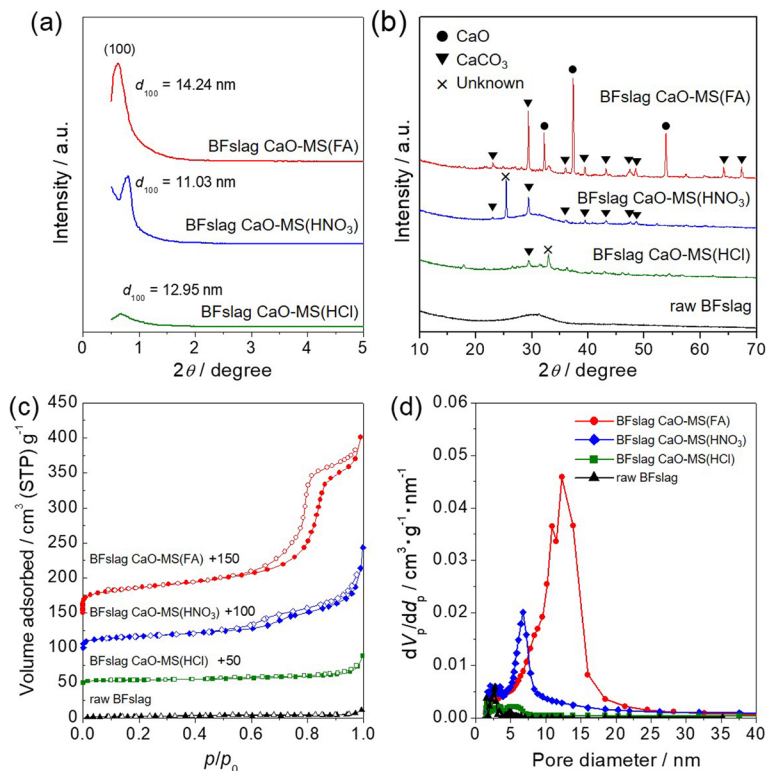 (a)
(100)
d100 = 14.24 nm
BFslag CaO-MS(FA)
d100 = 11.03 nm
BFslag CaO-MS(HNO3)
d100 = 12.95 nm
BFslag CaO-MS(HCl)
Intensity / a.u.
0 1 2 3 4 5
2θ / degree
(b)
● CaO
▼ CaCO3
× Unknown
BFslag CaO-MS(FA)
BFslag CaO-MS(HNO3)
BFslag CaO-MS(HCl)
raw BFslag
Intensity / a.u.
10 20 30 40 50 60 70
2θ / degree
(c)
450
400
350
300
250
200
150
100
50
0
Volume adsorbed / cm3 (STP) g-1
BFslag CaO-MS(FA) +150
BFslag CaO-MS(HNO3) +100
BFslag CaO-MS(HCl) +50
raw BFslag
0.0 0.2 0.4 0.6 0.8 1.0
p/p0
(d)
BFslag CaO-MS(FA)
BFslag CaO-MS(HNO3)
BFslag CaO-MS(HCl)
raw BFslag
0.06
0.05
0.04
0.03
0.02
0.01
0.00
dVp/ddp / cm3·g-1·nm-1
0 5 10 15 20 25 30 35 40
Pore diameter / nm